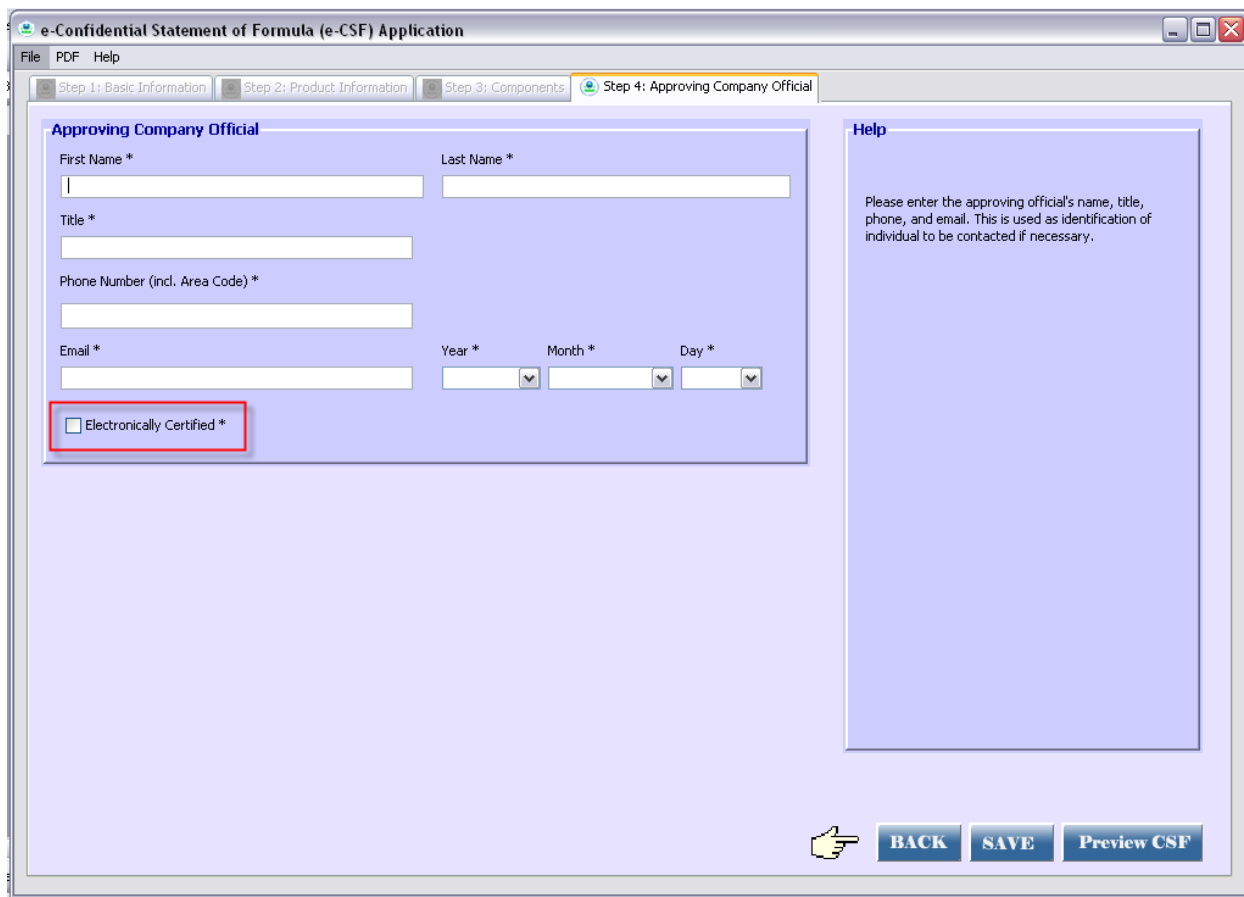 e-Confidential Statement of Formula (e-CSF) Application
File PDF Help
Step 1: Basic Information Step 2: Product Information Step 3: Components Step 4: Approving Company Official
Approving Company Official
First Name * Last Name *
Title *
Phone Number (incl. Area Code) *
Email * Year * Month * Day *
Electronically Certified *
Help
Please enter the approving official's name, title,
phone, and email. This is used as identification of
individual to be contacted if necessary.
BACK SAVE Preview CSF